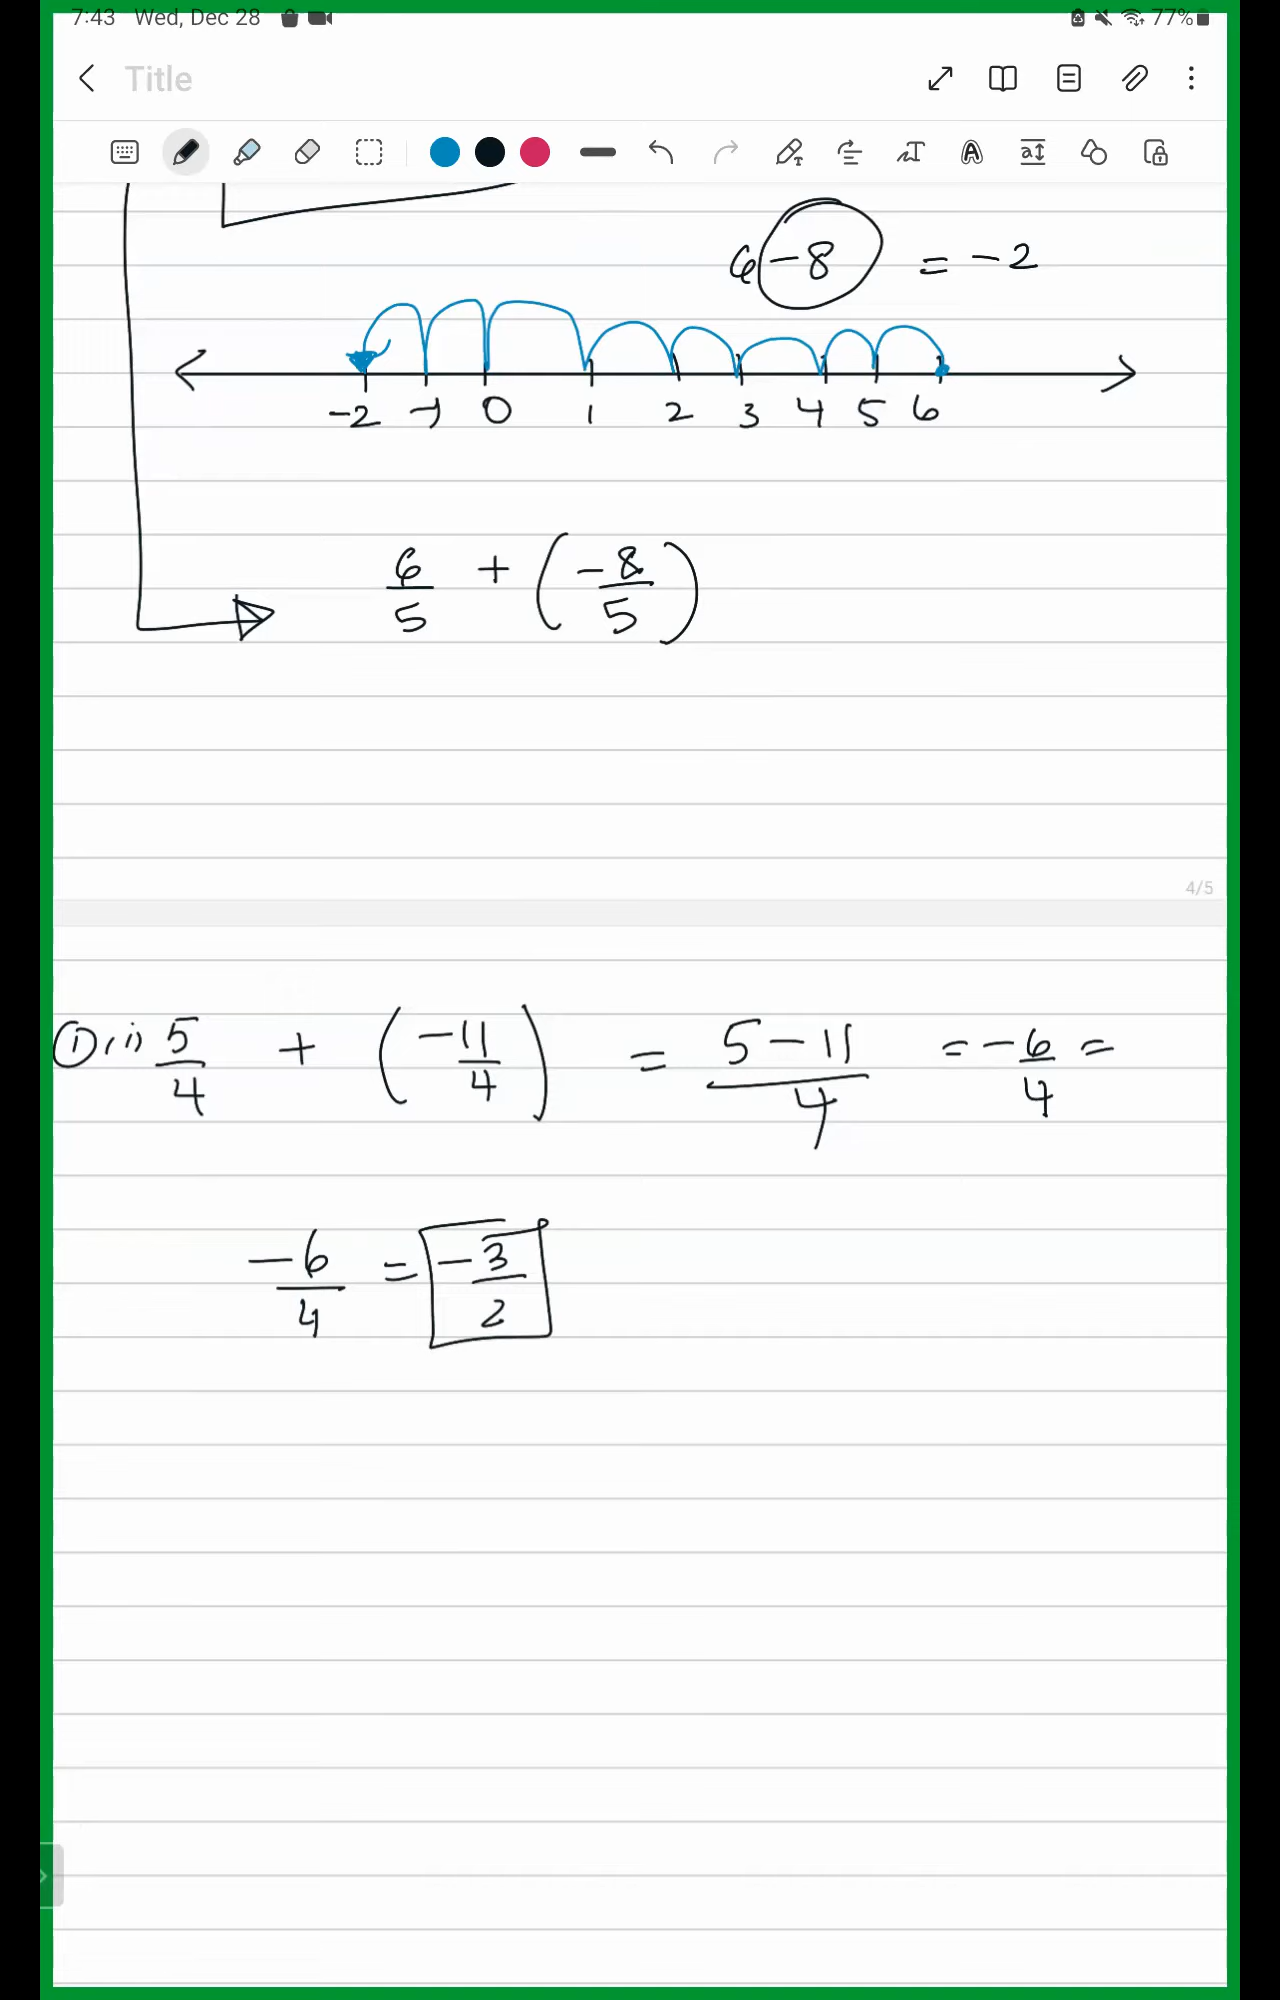 7:43 Wed, Dec 28 77%
Title
6 -8 = -2
-2 -1 0 1 2 3 4 5 6
6/5 + (-8/5)
4/5
① (i) 5/4 + (-11/4) = 5-11/4 = -6/4 =
-6/4 = -3/2